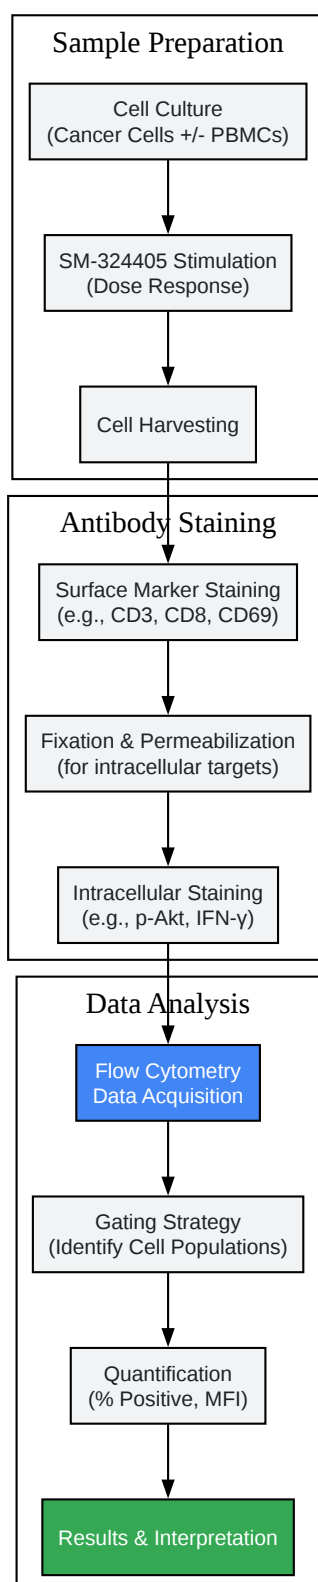 Sample Preparation
Cell Culture
(Cancer Cells +/- PBMCs)
SM-324405 Stimulation
(Dose Response)
Cell Harvesting
Antibody Staining
Surface Marker Staining
(e.g., CD3, CD8, CD69)
Fixation & Permeabilization
(for intracellular targets)
Intracellular Staining
(e.g., p-Akt, IFN-γ)
Data Analysis
Flow Cytometry
Data Acquisition
Gating Strategy
(Identify Cell Populations)
Quantification
(% Positive, MFI)
Results & Interpretation